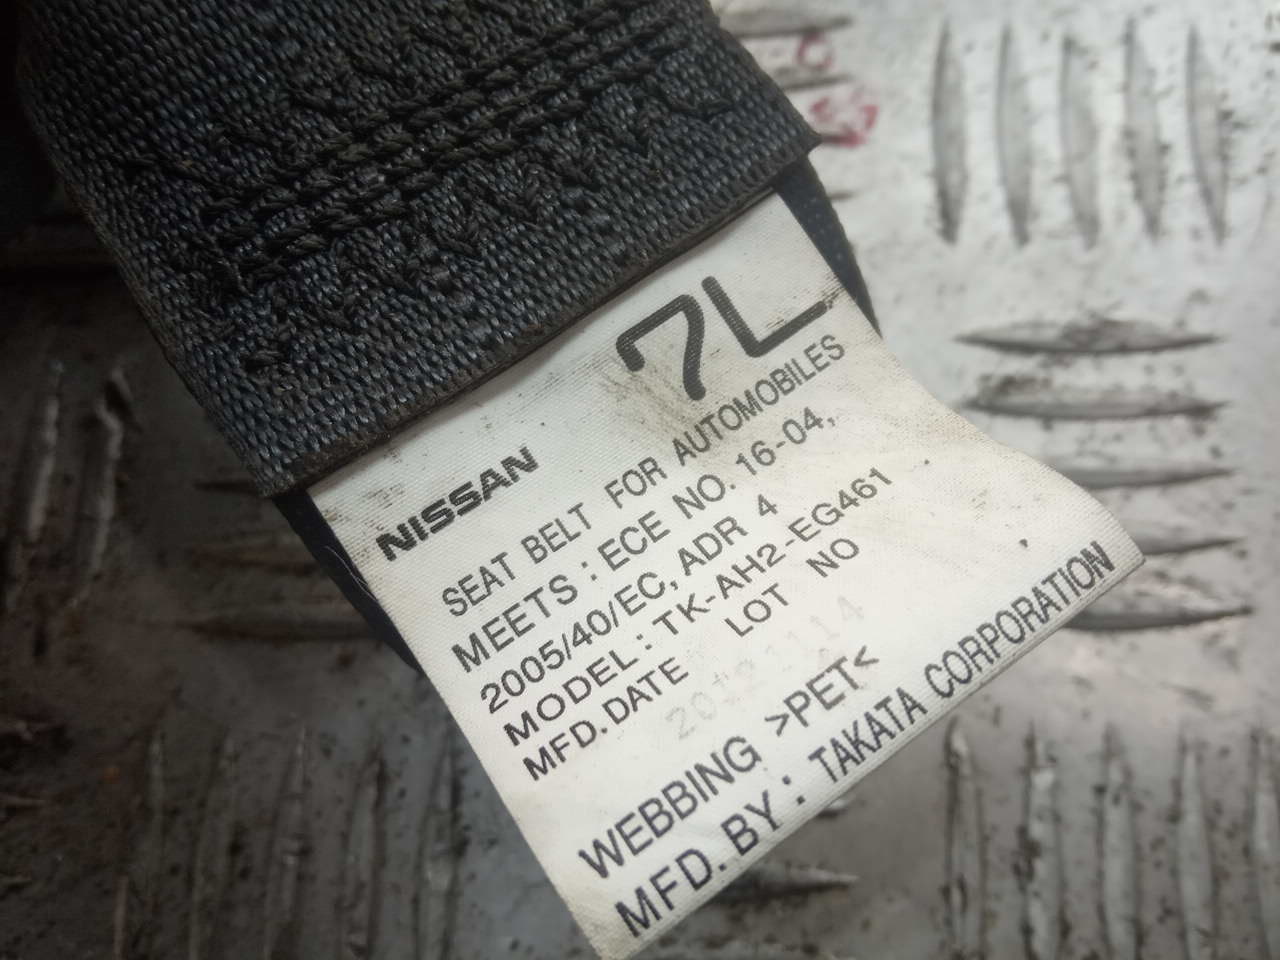 7L
NISSAN
SEAT BELT FOR AUTOMOBILES
MEETS : ECE NO. 16-04,
2005/40/EC, ADR 4
MODEL : TK-AH2-EG461
MFD. DATE LOT NO
20121114
WEBBING >PET<
MFD. BY : TAKATA CORPORATION